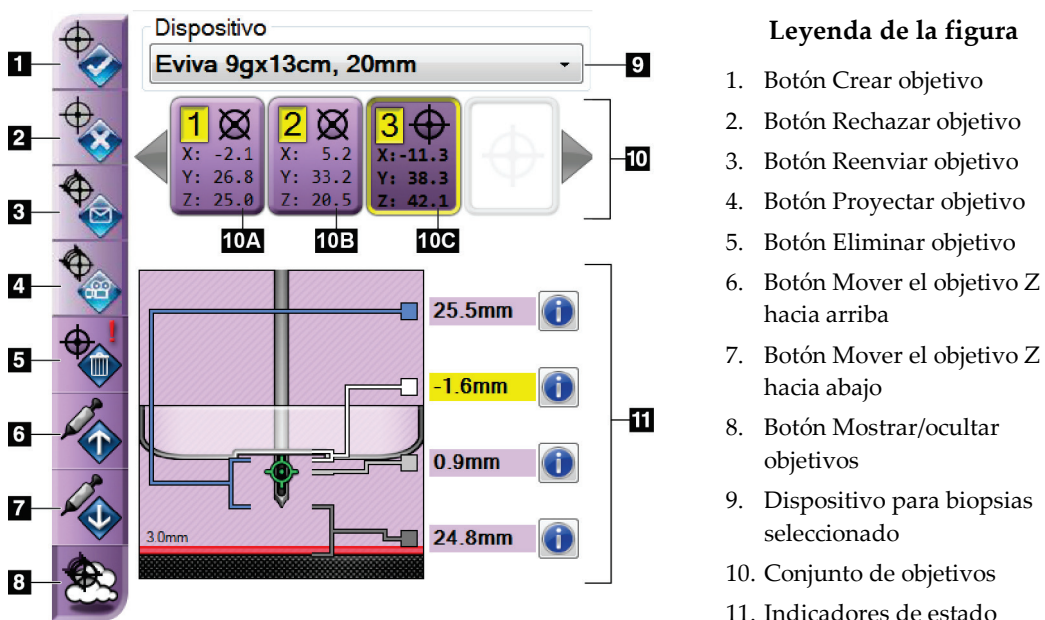 Dispositivo
Eviva 9gx13cm, 20mm
1
2
3
4
5
6
7
8
9
10
1
X: -2.1
Y: 26.8
Z: 25.0
2
X: 5.2
Y: 33.2
Z: 20.5
3
X:-11.3
Y: 38.3
Z: 42.1
10A
10B
10C
25.5mm
-1.6mm
0.9mm
24.8mm
3.0mm
11
Leyenda de la figura
1. Botón Crear objetivo
2. Botón Rechazar objetivo
3. Botón Reenviar objetivo
4. Botón Proyectar objetivo
5. Botón Eliminar objetivo
6. Botón Mover el objetivo Z
hacia arriba
7. Botón Mover el objetivo Z
hacia abajo
8. Botón Mostrar/ocultar
objetivos
9. Dispositivo para biopsias
seleccionado
10. Conjunto de objetivos
11. Indicadores de estado